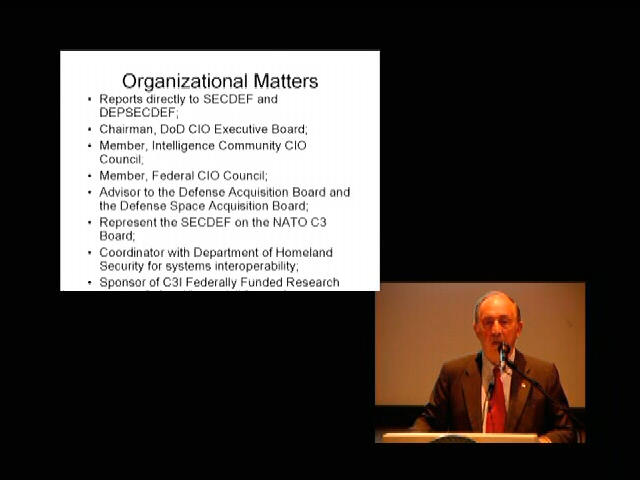 Organizational Matters
• Reports directly to SECDEF and
DEPSECDEF;
• Chairman, DoD CIO Executive Board;
• Member, Intelligence Community CIO
Council;
• Member, Federal CIO Council;
• Advisor to the Defense Acquisition Board and
the Defense Space Acquisition Board;
• Represent the SECDEF on the NATO C3
Board;
• Coordinator with Department of Homeland
Security for systems interoperability;
• Sponsor of C3I Federally Funded Research